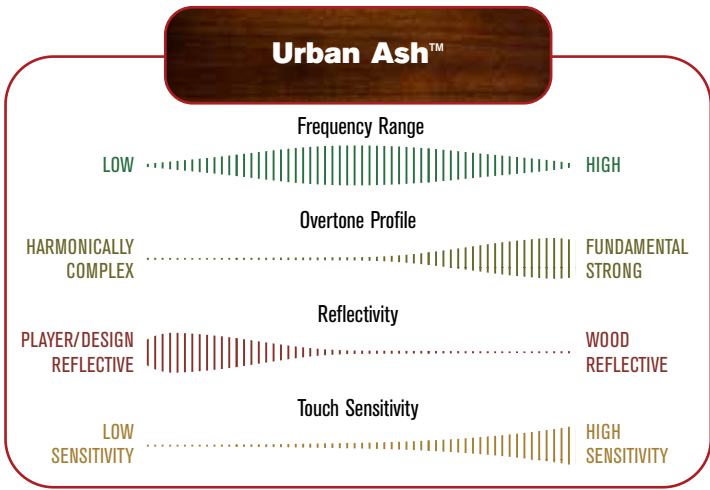 Urban Ash™
Frequency Range
LOW
HIGH
Overtone Profile
HARMONICALLY
COMPLEX
FUNDAMENTAL
STRONG
Reflectivity
PLAYER/DESIGN
REFLECTIVE
WOOD
REFLECTIVE
Touch Sensitivity
LOW
SENSITIVITY
HIGH
SENSITIVITY